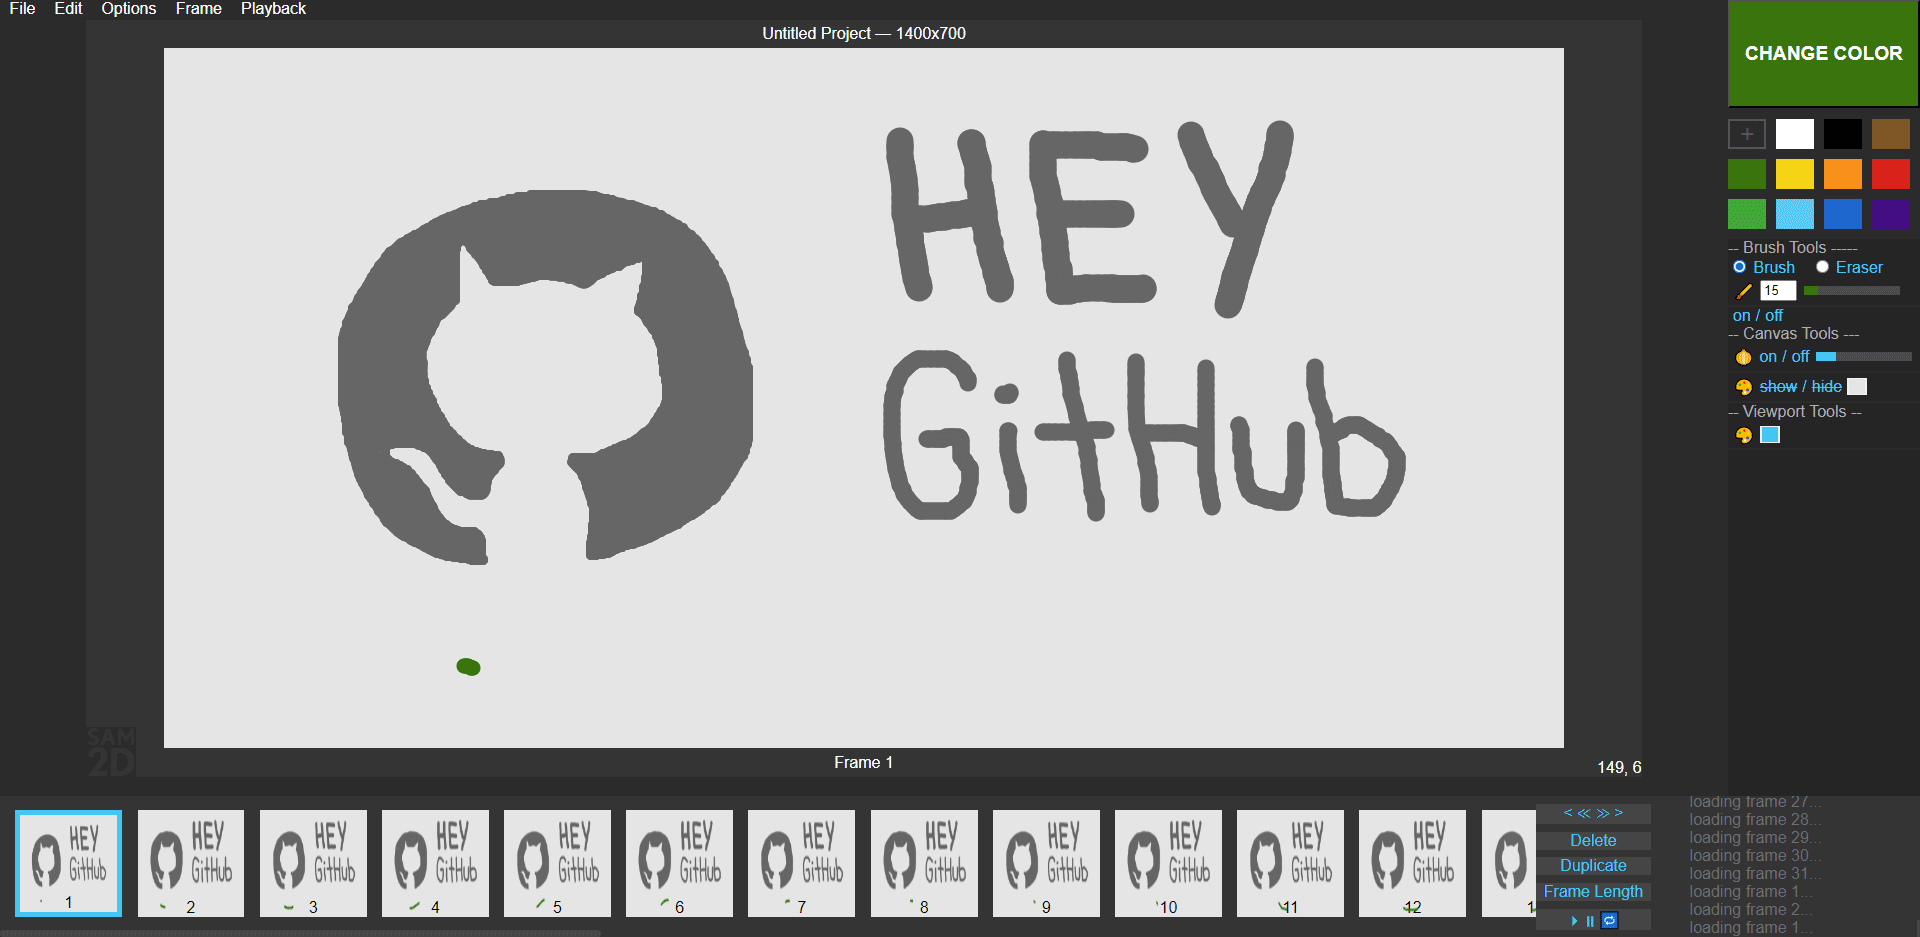 File Edit Options Frame Playback
Untitled Project — 1400x700
CHANGE COLOR
+
HEY
GitHub
-- Brush Tools -----
Brush Eraser
15
on / off
-- Canvas Tools ---
on / off
show / hide
-- Viewport Tools --
SAM
2D
Frame 1
149, 6
HEY GitHub 1
HEY GitHub 2
HEY GitHub 3
HEY GitHub 4
HEY GitHub 5
HEY GitHub 6
HEY GitHub 7
HEY GitHub 8
HEY GitHub 9
HEY GitHub 10
HEY GitHub 11
HEY GitHub 12
< ≪ ≫ >
Delete
Duplicate
Frame Length
loading frame 27...
loading frame 28...
loading frame 29...
loading frame 30...
loading frame 31...
loading frame 1...
loading frame 2...
loading frame 1...